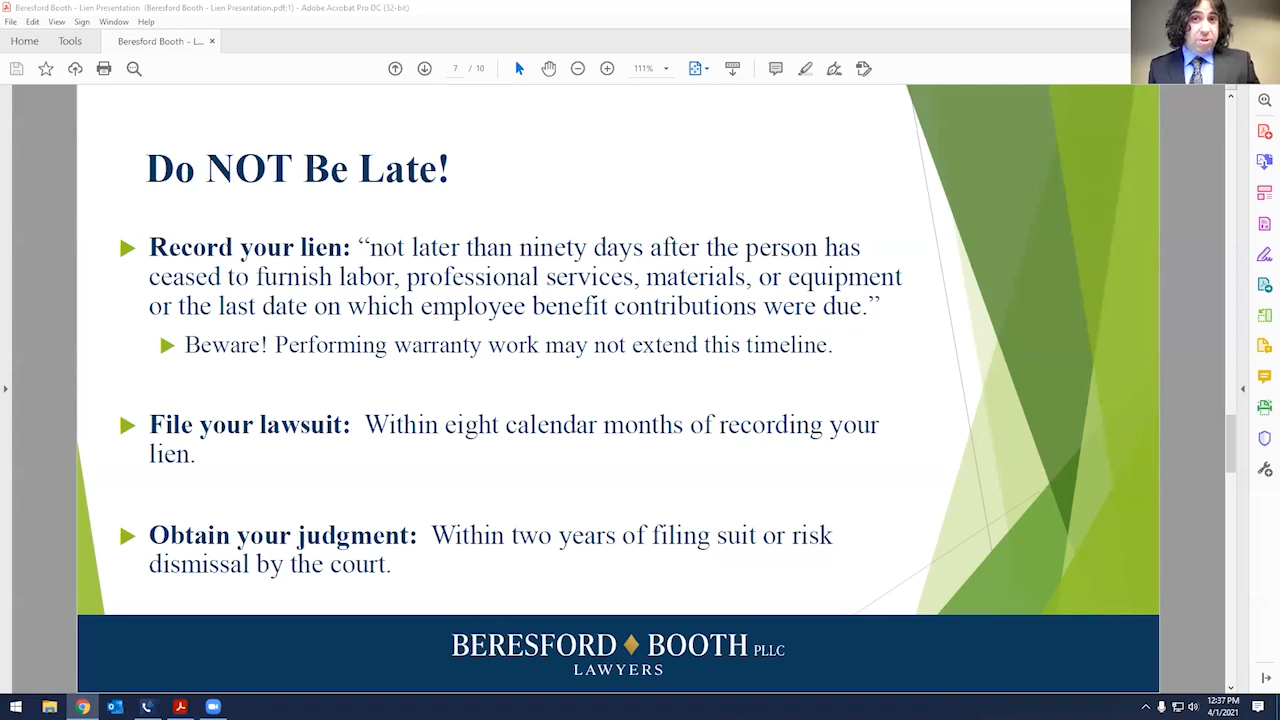 Beresford Booth - Lien Presentation (Beresford Booth - Lien Presentation.pdf;1) - Adobe Acrobat Pro DC (32-bit)
File Edit View Sign Window Help
Home Tools Beresford Booth - L... ×
7 / 10 111%
Do NOT Be Late!
Record your lien: “not later than ninety days after the person has
ceased to furnish labor, professional services, materials, or equipment
or the last date on which employee benefit contributions were due.”
Beware! Performing warranty work may not extend this timeline.
File your lawsuit: Within eight calendar months of recording your
lien.
Obtain your judgment: Within two years of filing suit or risk
dismissal by the court.
BERESFORD BOOTH PLLC
LAWYERS
12:37 PM
4/1/2021